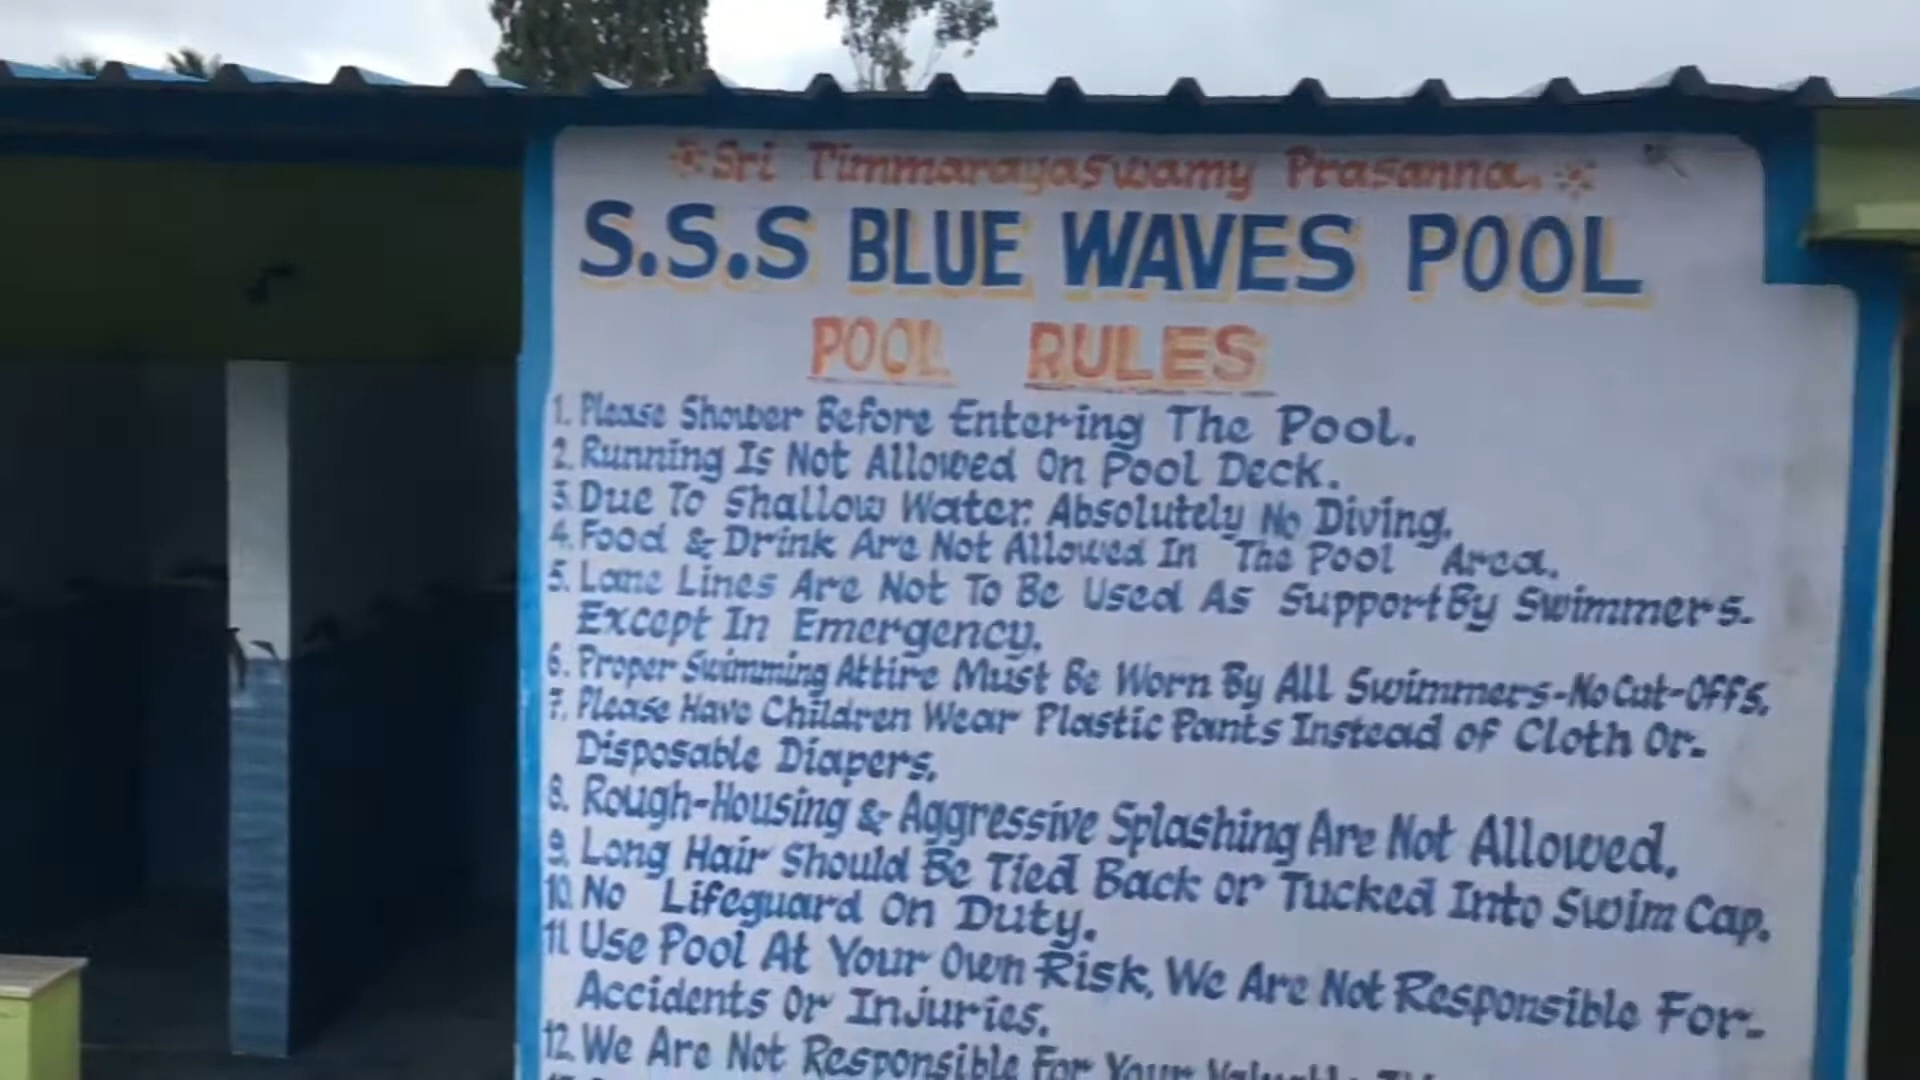 Sri Timmarayaswamy Prasanna.
S.S.S BLUE WAVES POOL
POOL RULES
1. Please Shower Before Entering The Pool.
2. Running Is Not Allowed On Pool Deck.
3. Due To Shallow Water. Absolutely No Diving.
4. Food & Drink Are Not Allowed In The Pool Area.
5. Lane Lines Are Not To Be Used As Support By Swimmers-
Except In Emergency.
6. Proper Swimming Attire Must Be Worn By All Swimmers-No Cut-Offs.
7. Please Have Children Wear Plastic Pants Instead of Cloth Or-
Disposable Diapers.
8. Rough-Housing & Aggressive Splashing Are Not Allowed.
9. Long Hair Should Be Tied Back or Tucked Into Swim Cap.
10. No Lifeguard On Duty.
11. Use Pool At Your Own Risk, We Are Not Responsible For-
Accidents Or Injuries.
12. We Are Not Responsible For Your Valuable